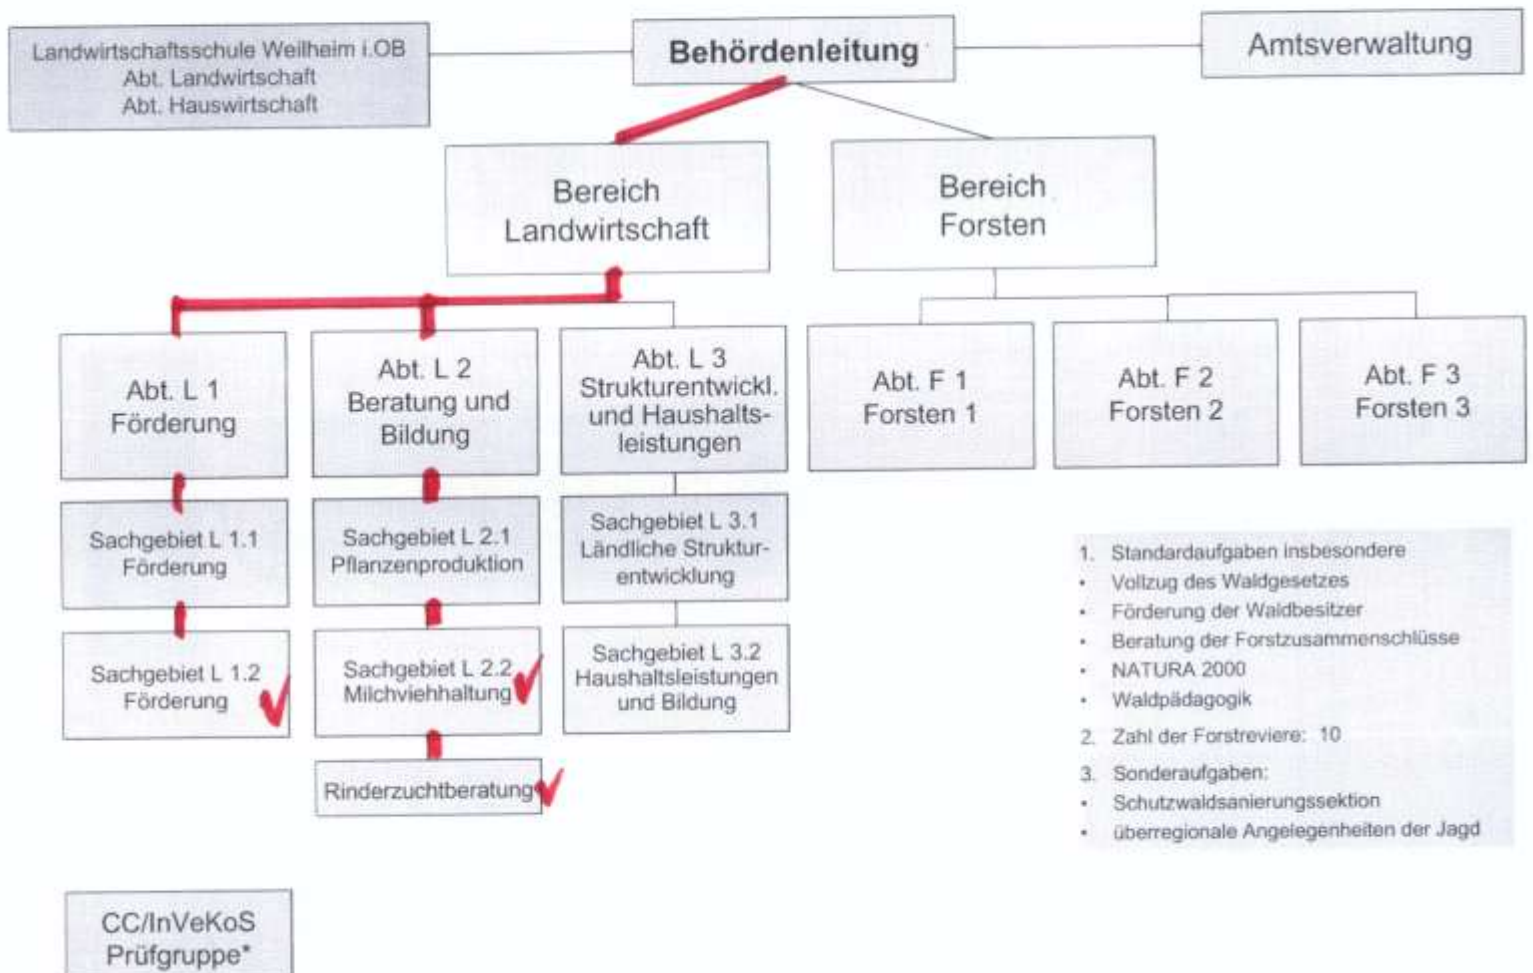 Landwirtschaftsschule Weilheim i.OB
Abt. Landwirtschaft
Abt. Hauswirtschaft
Behördenleitung
Amtsverwaltung
Bereich
Landwirtschaft
Bereich
Forsten
Abt. L 1
Förderung
Abt. L 2
Beratung und
Bildung
Abt. L 3
Strukturentwickl.
und Haushalts-
leistungen
Abt. F 1
Forsten 1
Abt. F 2
Forsten 2
Abt. F 3
Forsten 3
Sachgebiet L 1.1
Förderung
Sachgebiet L 2.1
Pflanzenproduktion
Sachgebiet L 3.1
Ländliche Struktur-
entwicklung
Sachgebiet L 1.2
Förderung
Sachgebiet L 2.2
Milchviehhaltung
Sachgebiet L 3.2
Haushaltsleistungen
und Bildung
Rinderzuchtberatung
1. Standardaufgaben insbesondere
• Vollzug des Waldgesetzes
• Förderung der Waldbesitzer
• Beratung der Forstzusammenschlüsse
• NATURA 2000
• Waldpädagogik
2. Zahl der Forstreviere: 10
3. Sonderaufgaben:
• Schutzwaldsanierungssektion
• überregionale Angelegenheiten der Jagd
CC/InVeKoS
Prüfgruppe*